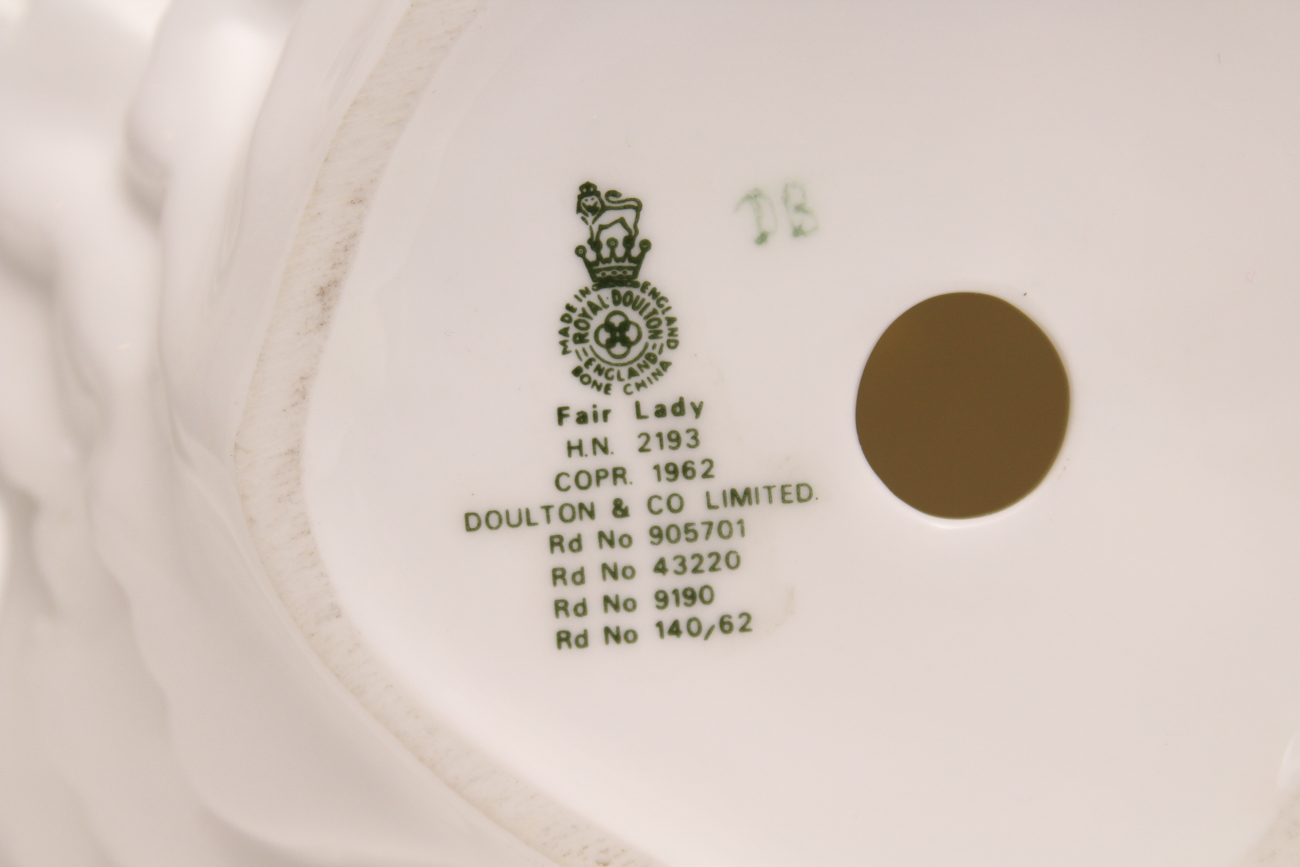 DB
MADE IN ENGLAND
ROYAL·DOULTON
ENGLAND
BONE CHINA
Fair Lady
H.N. 2193
COPR. 1962
DOULTON & CO LIMITED.
Rd No 905701
Rd No 43220
Rd No 9190
Rd No 140/62